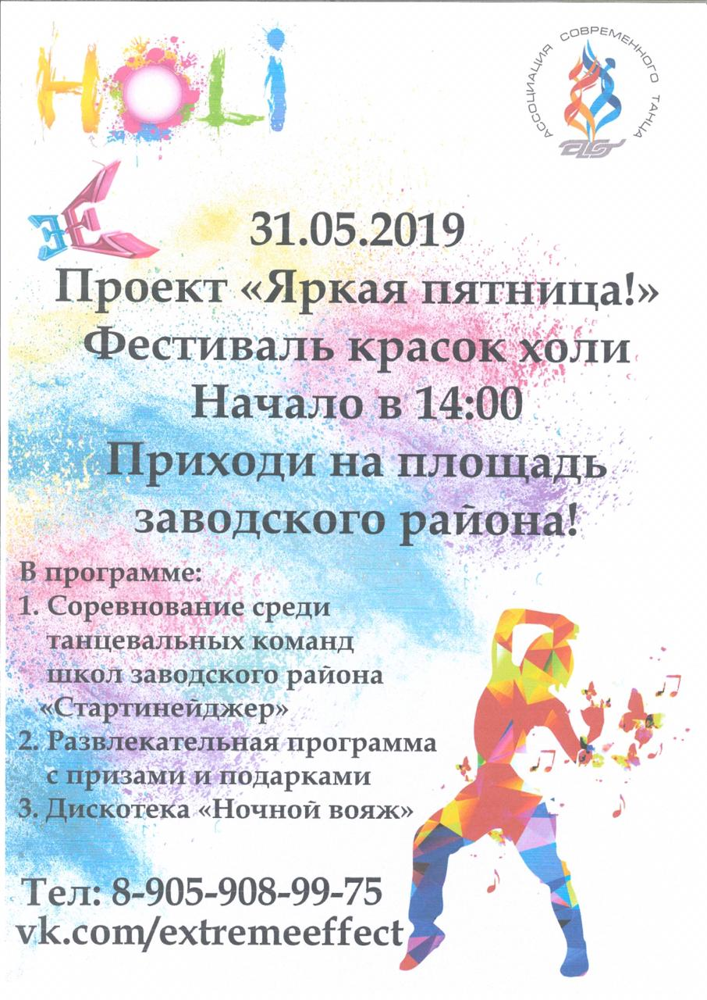 HOLi
АССОЦИАЦИЯ СОВРЕМЕННОГО ТАНЦА
31.05.2019
Проект «Яркая пятница!»
Фестиваль красок холи
Начало в 14:00
Приходи на площадь
заводского района!
В программе:
1. Соревнование среди
танцевальных команд
школ заводского района
«Стартинейджер»
2. Развлекательная программа
с призами и подарками
3. Дискотека «Ночной вояж»
Тел: 8-905-908-99-75
vk.com/extremeeffect